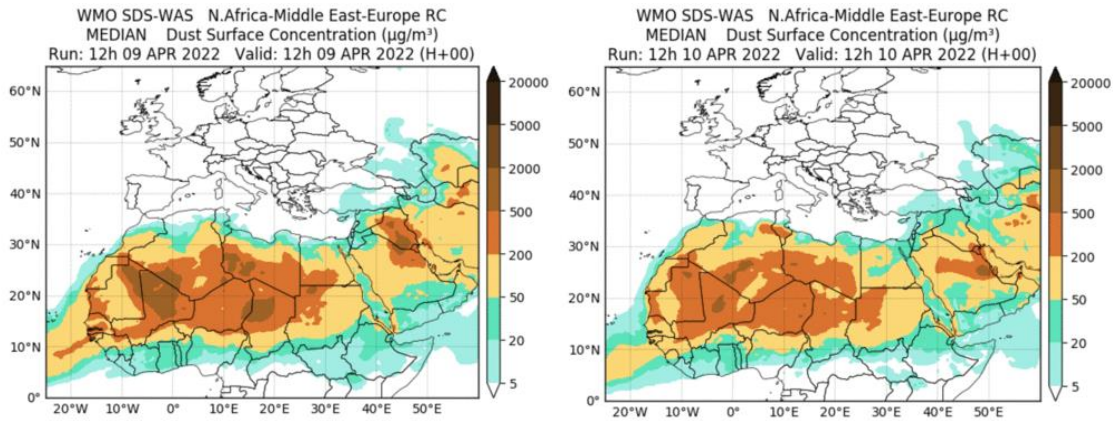 WMO SDS-WAS N.Africa-Middle East-Europe RC
MEDIAN Dust Surface Concentration (µg/m³)
Run: 12h 09 APR 2022 Valid: 12h 09 APR 2022 (H+00)
60°N
50°N
40°N
30°N
20°N
10°N
0°
20°W 10°W 0° 10°E 20°E 30°E 40°E 50°E
20000
5000
2000
500
200
50
20
5
WMO SDS-WAS N.Africa-Middle East-Europe RC
MEDIAN Dust Surface Concentration (µg/m³)
Run: 12h 10 APR 2022 Valid: 12h 10 APR 2022 (H+00)
60°N
50°N
40°N
30°N
20°N
10°N
0°
20°W 10°W 0° 10°E 20°E 30°E 40°E 50°E
20000
5000
2000
500
200
50
20
5